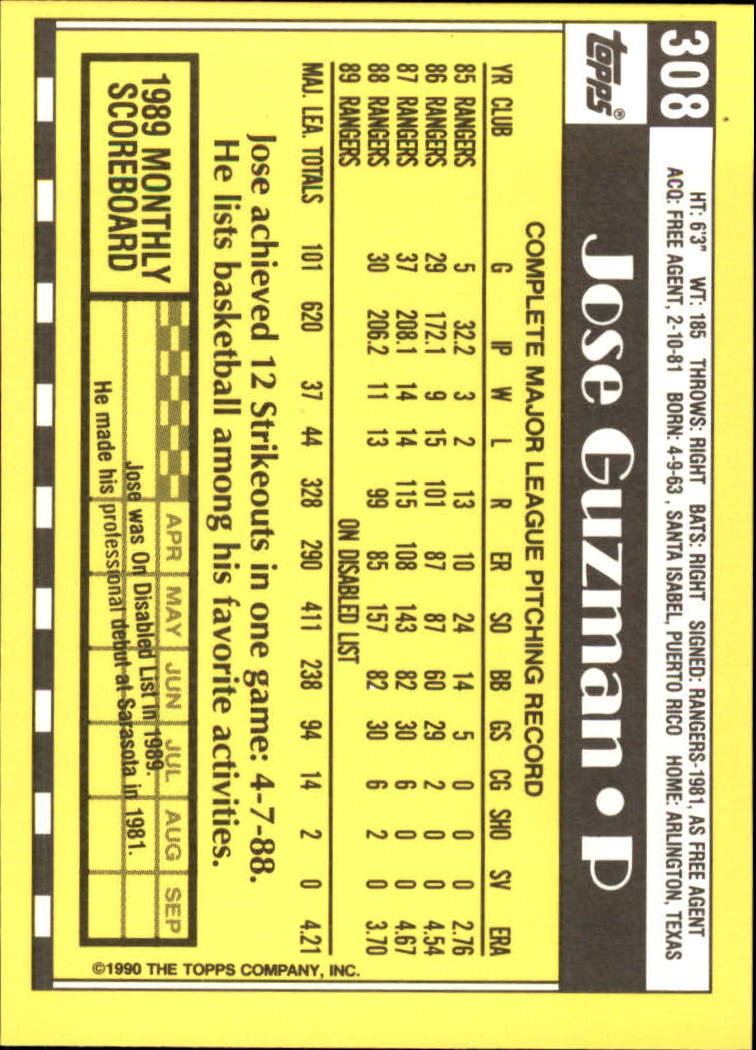 308
HT: 6'3" WT: 185 THROWS: RIGHT BATS: RIGHT SIGNED: RANGERS-1981, AS FREE AGENT
ACQ: FREE AGENT, 2-10-81 BORN: 4-9-63 , SANTA ISABEL, PUERTO RICO HOME: ARLINGTON, TEXAS
TOPPS® Jose Guzman • P
COMPLETE MAJOR LEAGUE PITCHING RECORD
YR CLUB G IP W L R ER SO BB GS CG SHO SV ERA
85 RANGERS 5 32.2 3 2 13 10 24 14 5 0 0 0 2.76
86 RANGERS 29 172.1 9 15 101 87 87 60 29 2 0 0 4.54
87 RANGERS 37 208.1 14 14 115 108 143 82 30 6 0 0 4.67
88 RANGERS 30 206.2 11 13 99 85 157 82 30 6 2 0 3.70
89 RANGERS ON DISABLED LIST
MAJ. LEA. TOTALS 101 620 37 44 328 290 411 238 94 14 2 0 4.21
Jose achieved 12 Strikeouts in one game: 4-7-88.
He lists basketball among his favorite activities.
1989 MONTHLY
SCOREBOARD
APR MAY JUN JUL AUG SEP
Jose was On Disabled List in 1989.
He made his professional debut at Sarasota in 1981.
©1990 THE TOPPS COMPANY, INC.